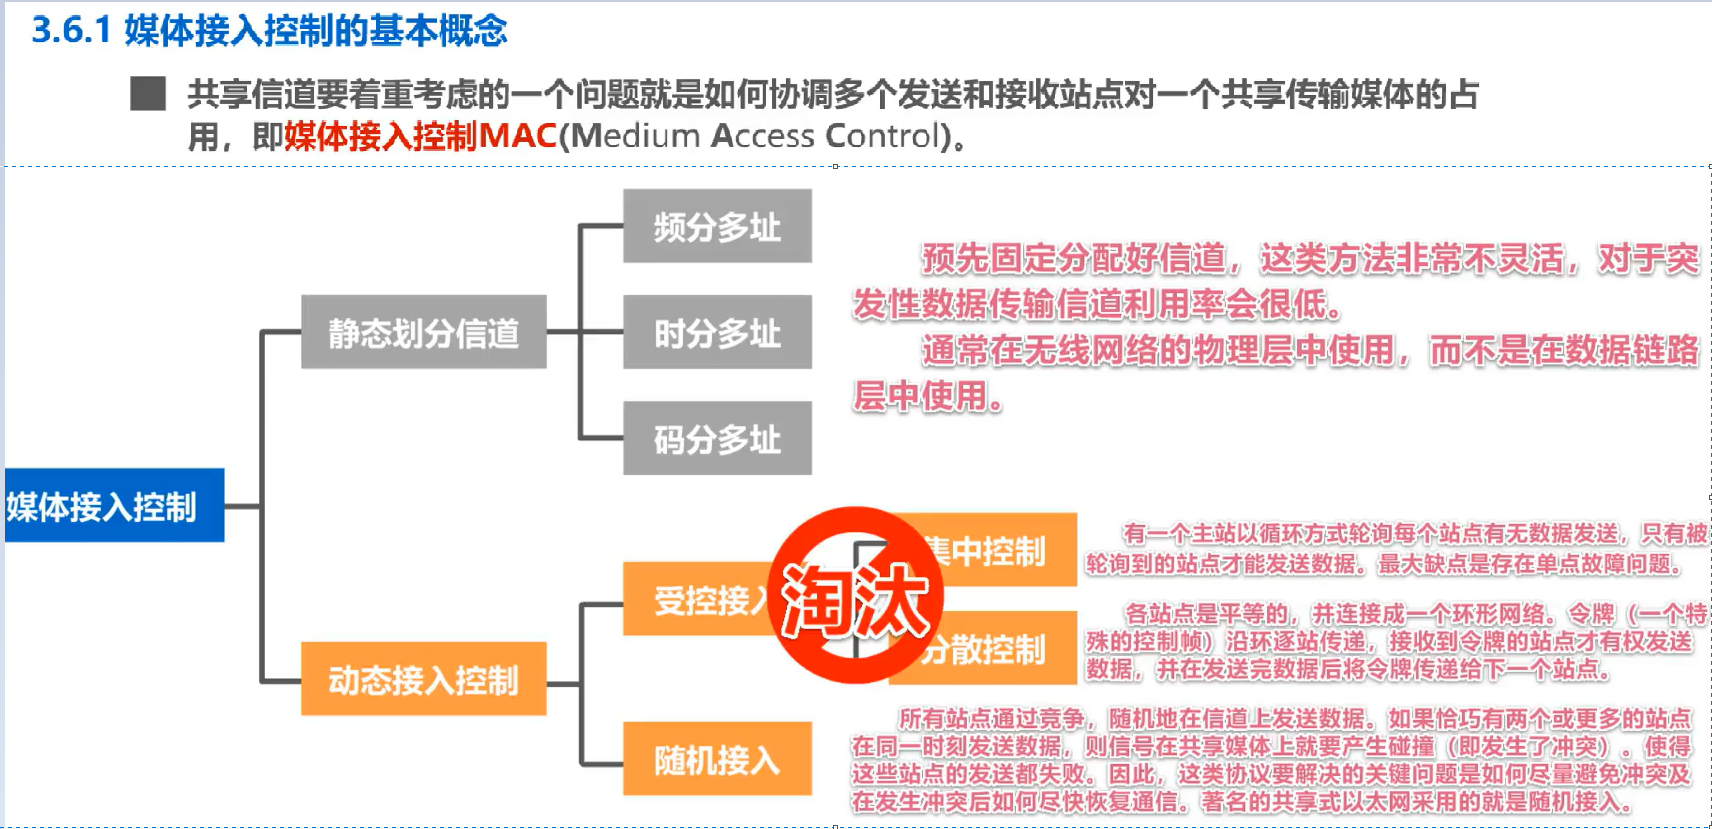 3.6.1 媒体接入控制的基本概念
共享信道要着重考虑的一个问题就是如何协调多个发送和接收站点对一个共享传输媒体的占
用，即媒体接入控制MAC(Medium Access Control)。
频分多址
预先固定分配好信道，这类方法非常不灵活，对于突
发性数据传输信道利用率会很低。
静态划分信道
时分多址
通常在无线网络的物理层中使用，而不是在数据链路
层中使用。
码分多址
媒体接入控制
集中控制
有一个主站以循环方式轮询每个站点有无数据发送，只有被
轮询到的站点才能发送数据。最大缺点是存在单点故障问题。
受控接入
淘汰
分散控制
各站点是平等的，并连接成一个环形网络。令牌（一个特
殊的控制帧）沿环逐站传递，接收到令牌的站点才有权发送
数据，并在发送完数据后将令牌传递给下一个站点。
动态接入控制
随机接入
所有站点通过竞争，随机地在信道上发送数据。如果恰巧有两个或更多的站点
在同一时刻发送数据，则信号在共享媒体上就要产生碰撞（即发生了冲突）。使得
这些站点的发送都失败。因此，这类协议要解决的关键问题是如何尽量避免冲突及
在发生冲突后如何尽快恢复通信。著名的共享式以太网采用的就是随机接入。